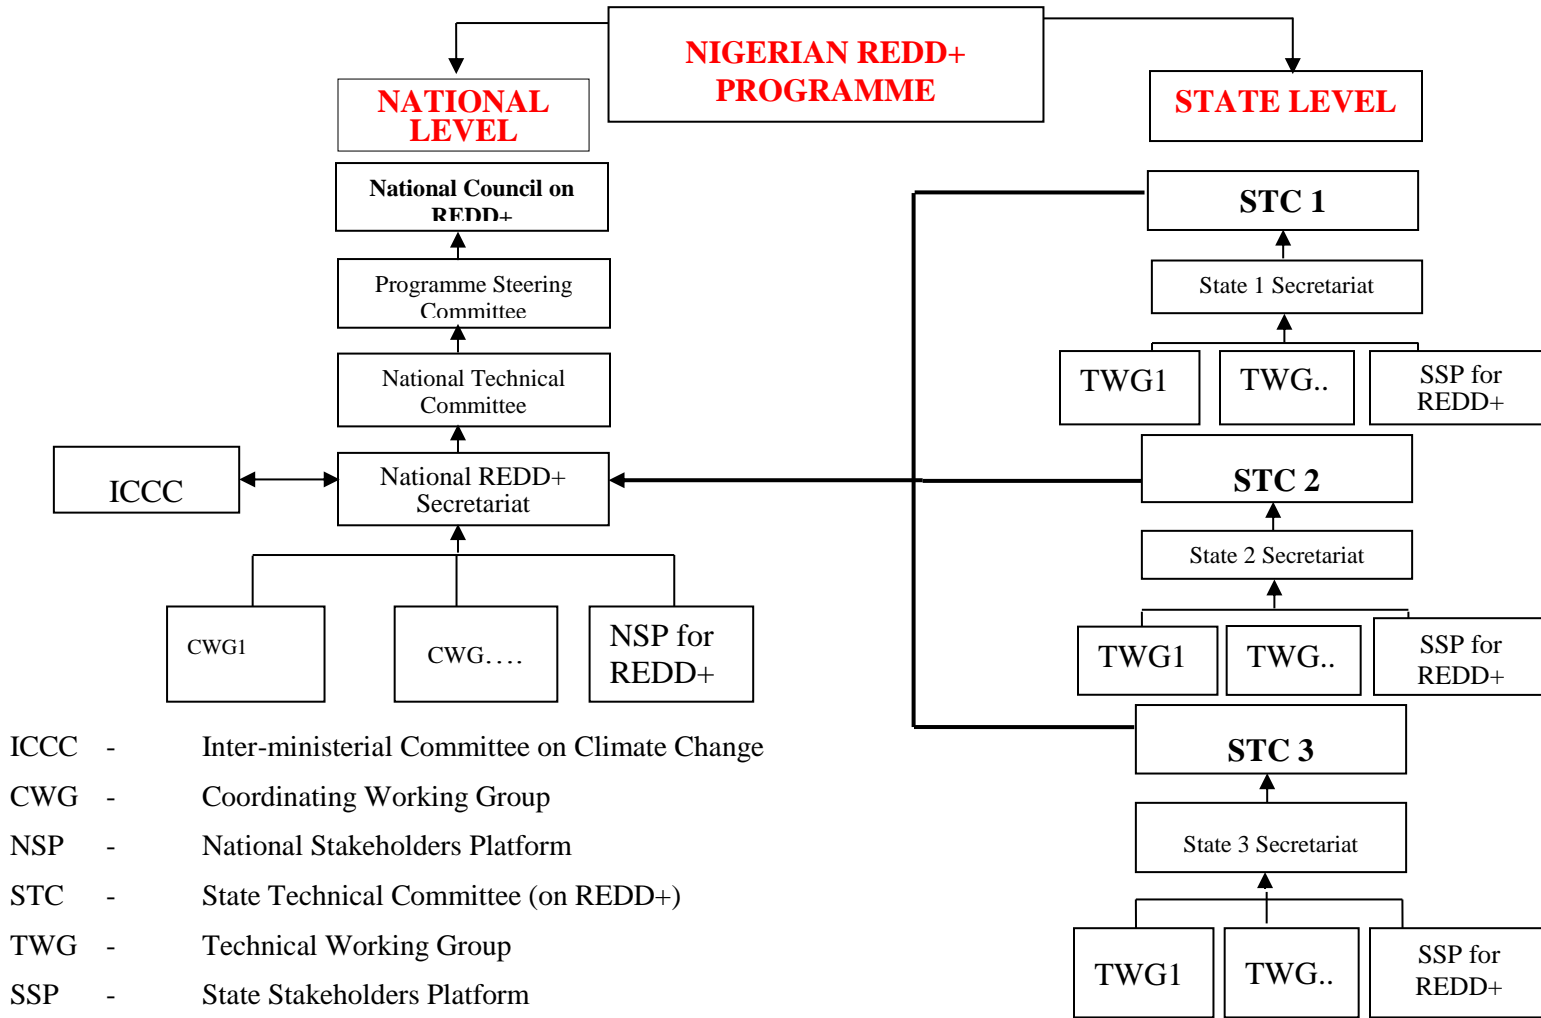 NIGERIAN REDD+
PROGRAMME
NATIONAL
LEVEL
STATE LEVEL
National Council on
REDD+
Programme Steering
Committee
National Technical
Committee
ICCC
National REDD+
Secretariat
CWG1
CWG….
NSP for
REDD+
STC 1
State 1 Secretariat
TWG1
TWG..
SSP for
REDD+
STC 2
State 2 Secretariat
TWG1
TWG..
SSP for
REDD+
STC 3
State 3 Secretariat
TWG1
TWG..
SSP for
REDD+
ICCC - Inter-ministerial Committee on Climate Change
CWG - Coordinating Working Group
NSP - National Stakeholders Platform
STC - State Technical Committee (on REDD+)
TWG - Technical Working Group
SSP - State Stakeholders Platform